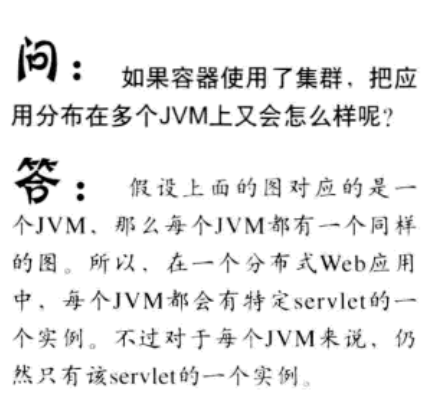 问：如果容器使用了集群，把应
用分布在多个JVM上又会怎么样呢？
答：假设上面的图对应的是一
个JVM、那么每个JVM都有一个同样
的图。所以、在一个分布式Web应用
中，每个JVM都会有特定servlet的一
个实例。不过对于每个JVM来说，仍
然只有该servlet的一个实例。